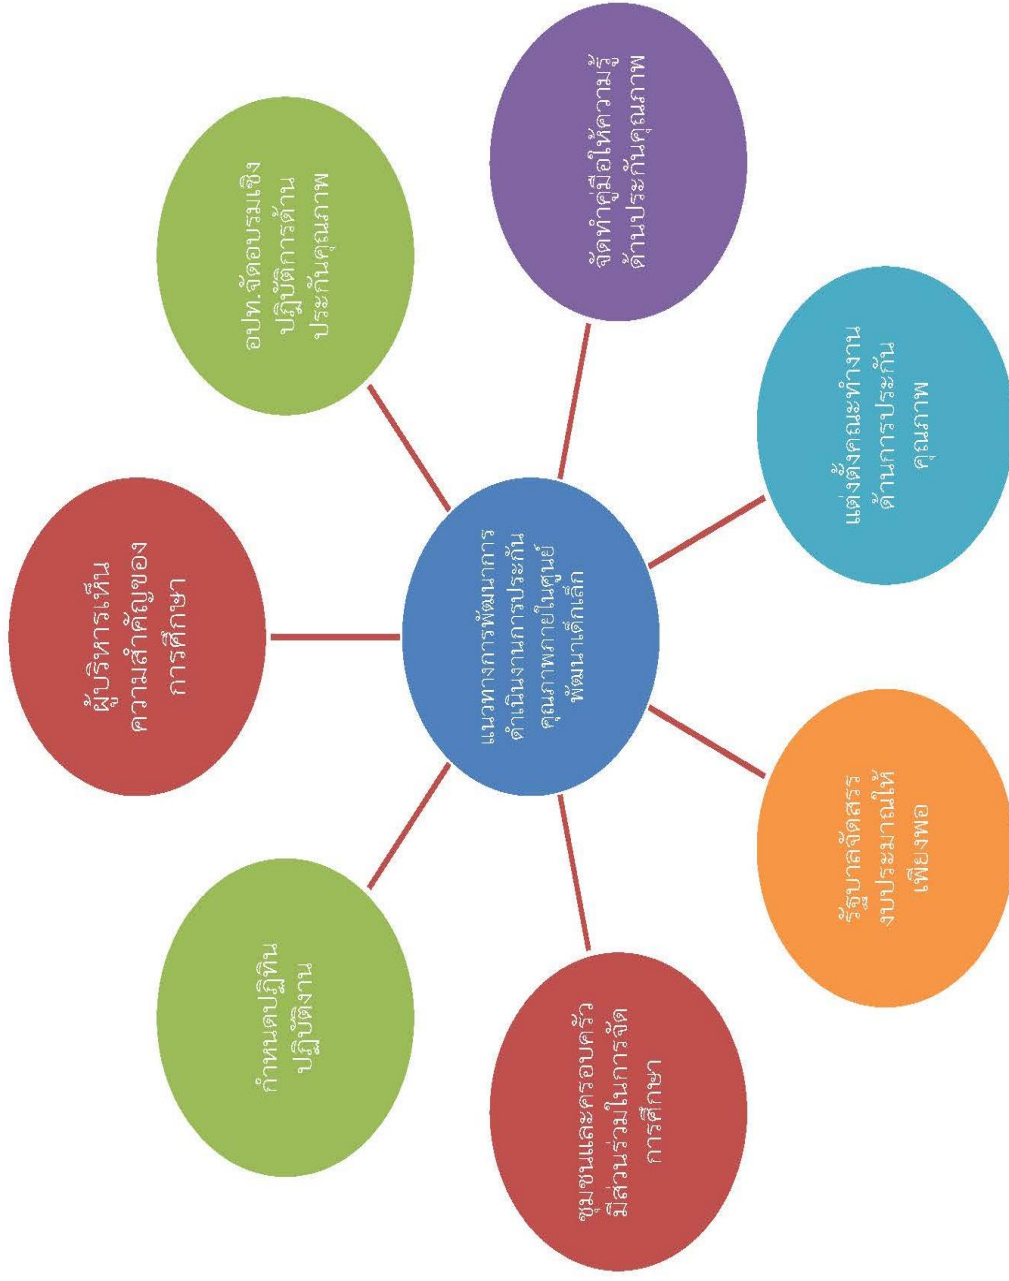 ผู้บริหารเห็น
ความสำคัญของ
การศึกษา
อปท.จัดอบรมเชิง
ปฏิบัติการด้าน
ประกันคุณภาพ
จัดทำคู่มือให้ความรู้
ด้านประกันคุณภาพ
แต่งตั้งคณะทำงาน
ด้านการประกัน
คุณภาพ
รัฐบาลจัดสรร
งบประมาณให้
เพียงพอ
ชุมชนและครอบครัว
มีส่วนร่วมในการจัด
การศึกษา
กำหนดปฏิทิน
ปฏิบัติงาน
แนวทางการพัฒนาการ
ดำเนินงานการประกัน
คุณภาพภายในศูนย์
พัฒนาเด็กเล็ก